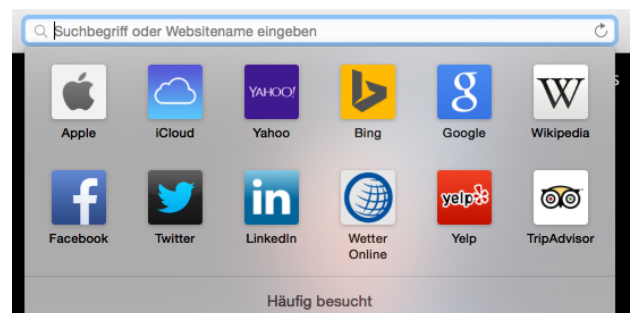 Suchbegriff oder Websitename eingeben
YAHOO!
g
W
Apple
iCloud
Yahoo
Bing
Google
Wikipedia
f
in
yelp
Facebook
Twitter
LinkedIn
Wetter
Online
Yelp
TripAdvisor
Häufig besucht